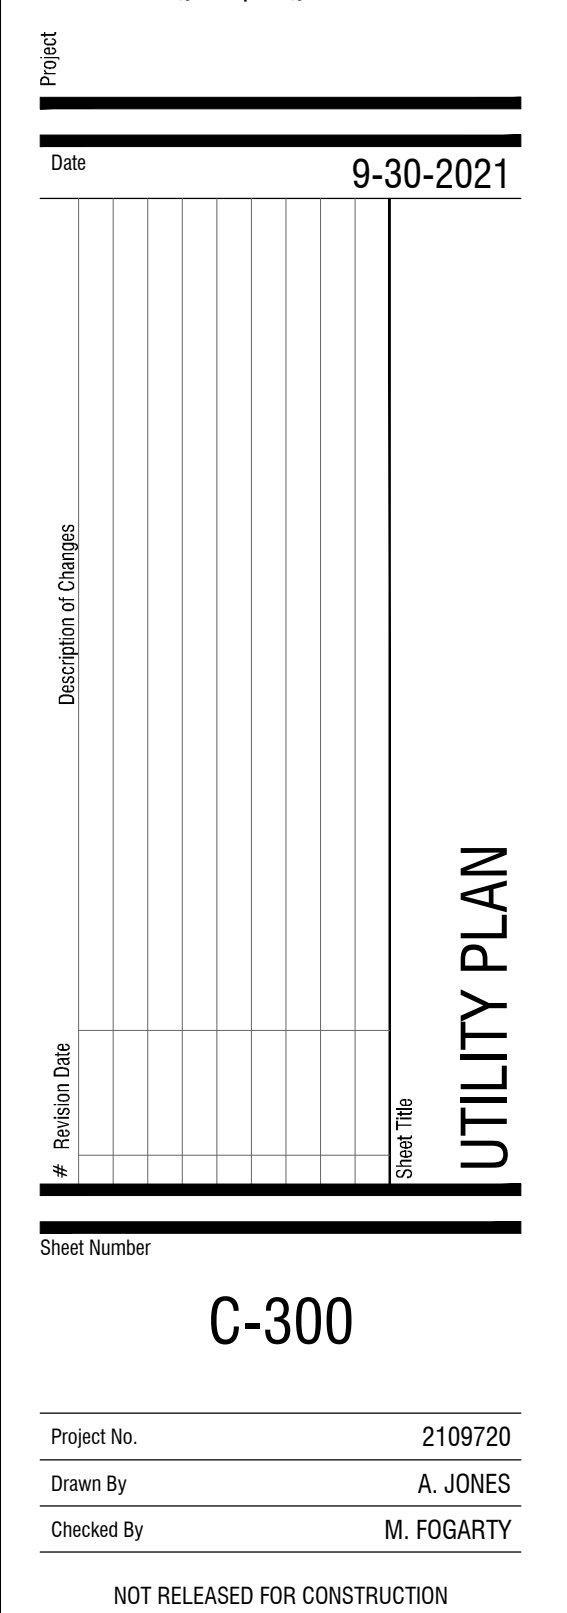 Project
Date
9-30-2021
Description of Changes
# Revision Date
Sheet Title
UTILITY PLAN
Sheet Number
C-300
Project No.
2109720
Drawn By
A. JONES
Checked By
M. FOGARTY
NOT RELEASED FOR CONSTRUCTION